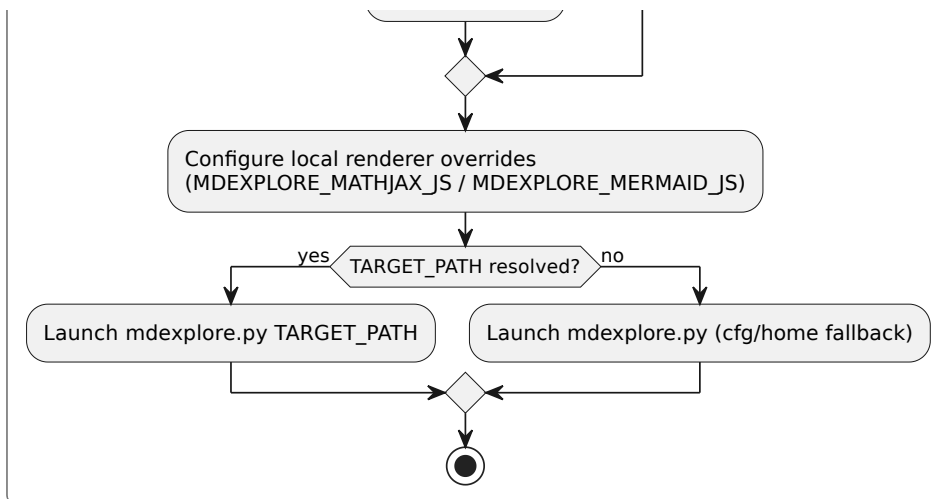 Configure local renderer overrides
(MDEXPLORE_MATHJAX_JS / MDEXPLORE_MERMAID_JS)
yes
TARGET_PATH resolved?
no
Launch mdexplore.py TARGET_PATH
Launch mdexplore.py (cfg/home fallback)